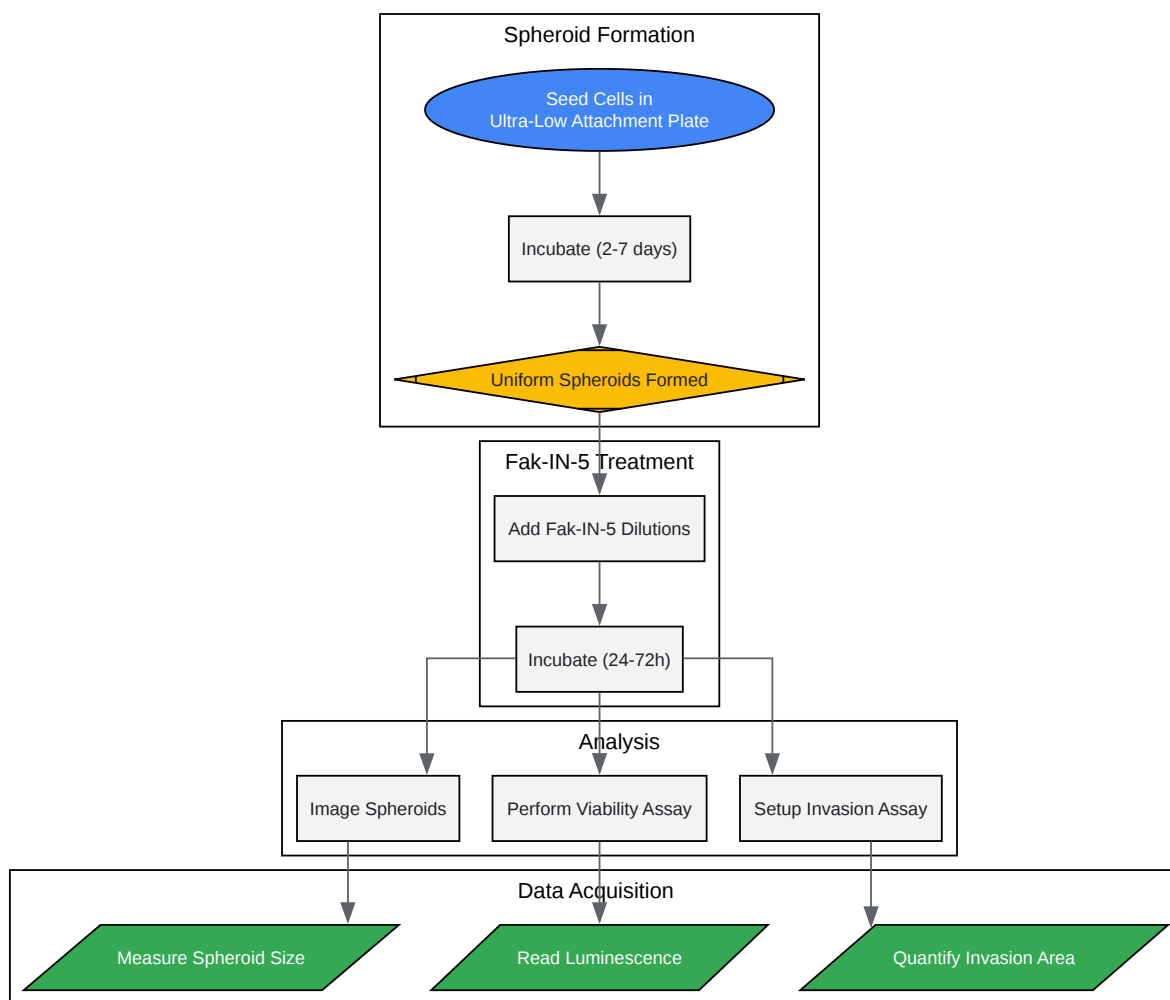 Spheroid Formation
Seed Cells in
Ultra-Low Attachment Plate
Incubate (2-7 days)
Uniform Spheroids Formed
Fak-IN-5 Treatment
Add Fak-IN-5 Dilutions
Incubate (24-72h)
Analysis
Image Spheroids
Perform Viability Assay
Setup Invasion Assay
Data Acquisition
Measure Spheroid Size
Read Luminescence
Quantify Invasion Area